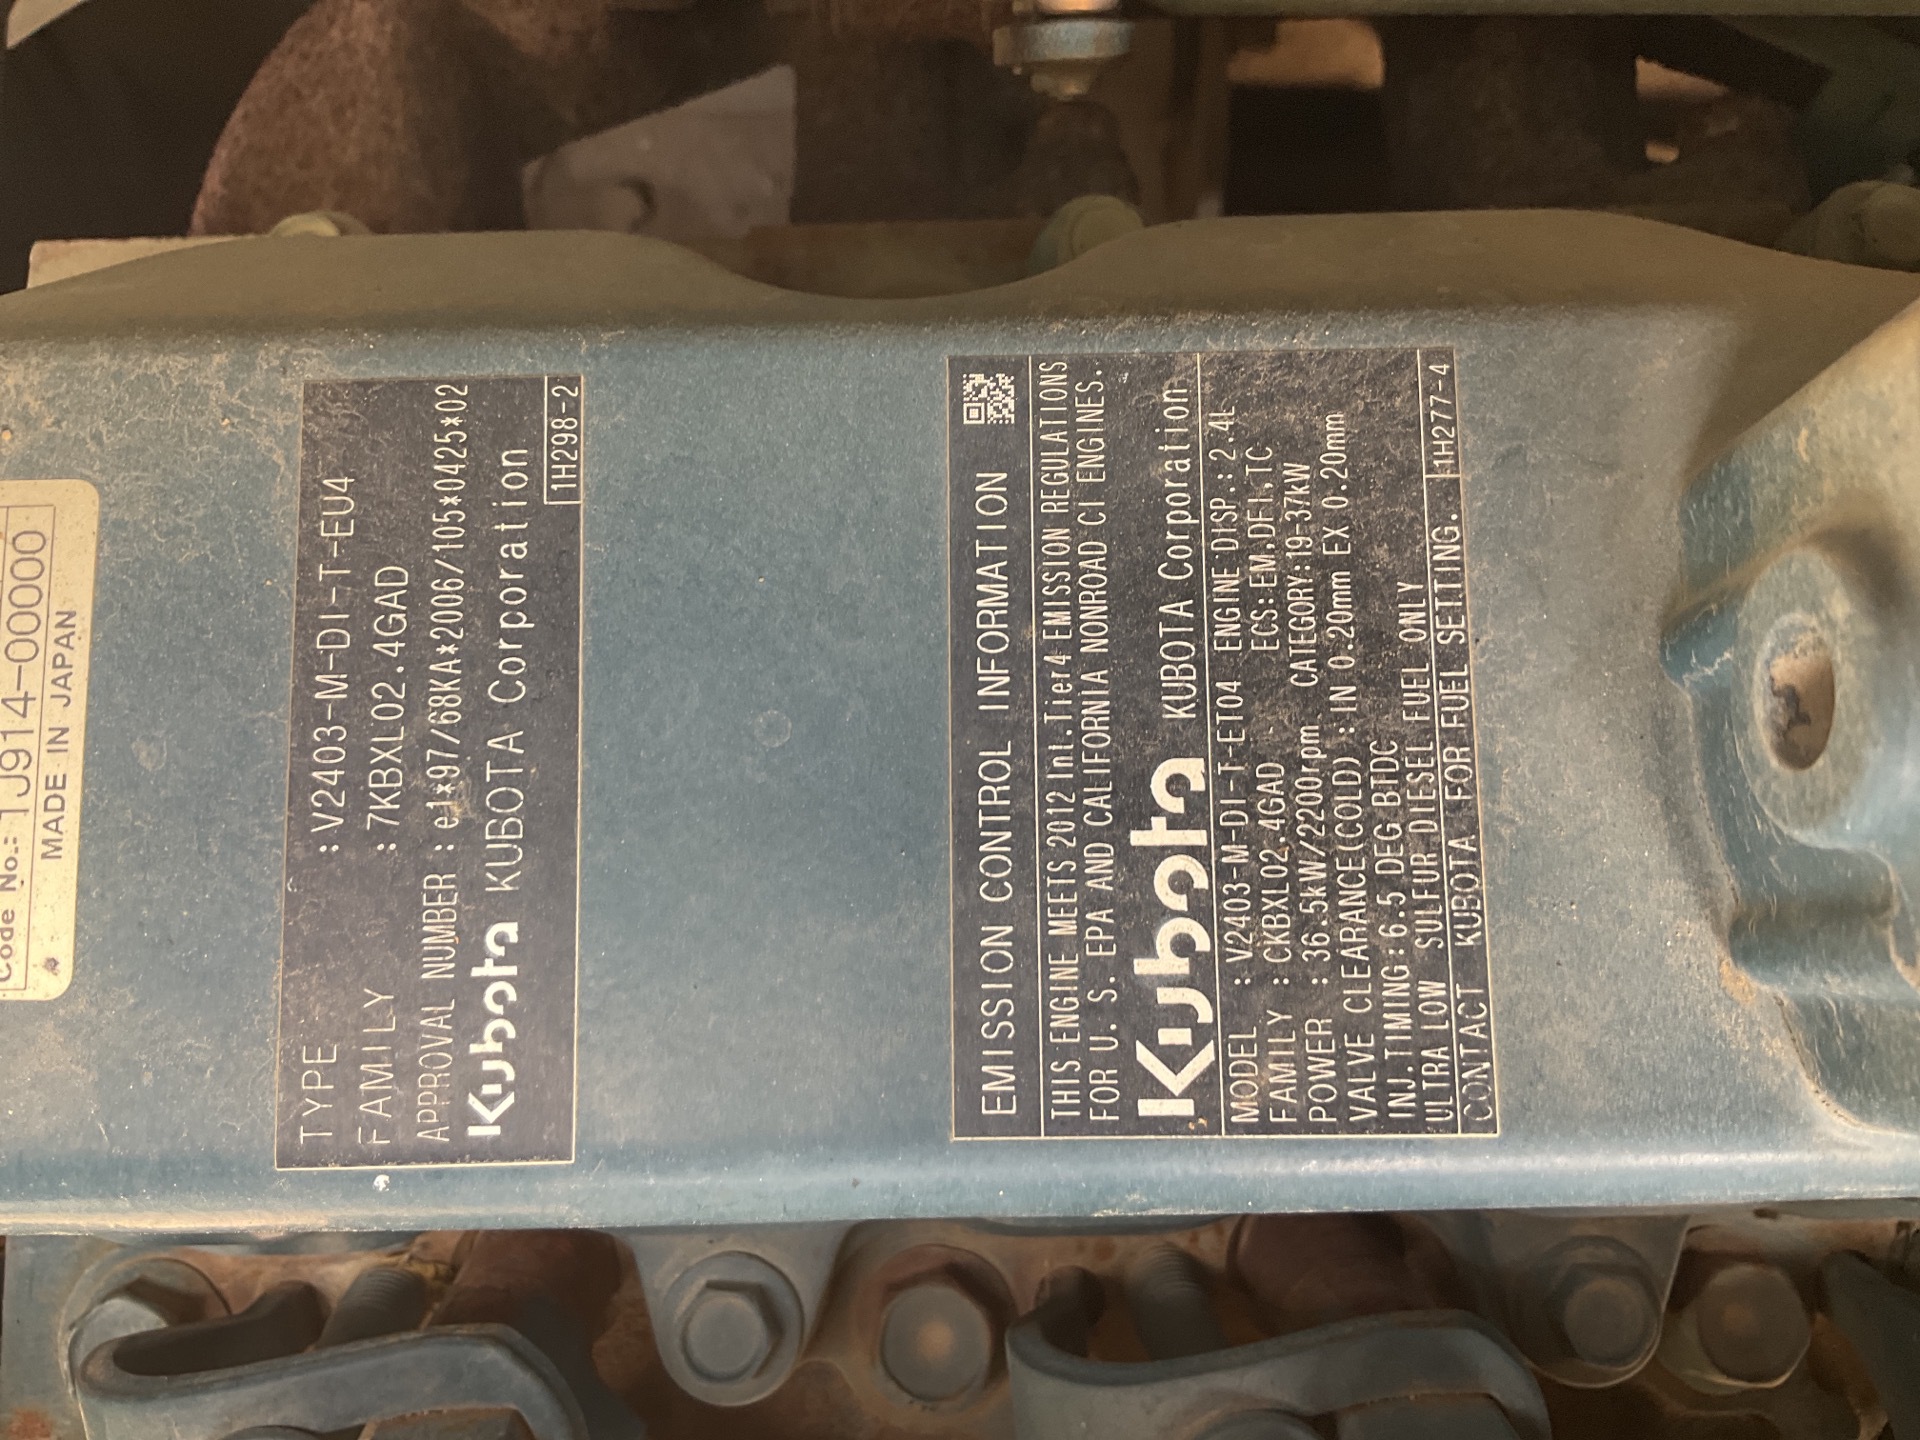 Code No.: 1J914-00000
MADE IN JAPAN
TYPE : V2403-M-DI-T-EU4
FAMILY : 7KBXL02.4GAD
APPROVAL NUMBER : e1*97/68KA*2006/105*0425*02
Kubota KUBOTA Corporation
1H298-2
EMISSION CONTROL INFORMATION
THIS ENGINE MEETS 2012 Int.Tier4 EMISSION REGULATIONS
FOR U. S. EPA AND CALIFORNIA NONROAD CI ENGINES.
Kubota KUBOTA Corporation
MODEL : V2403-M-DI-T-ET04 ENGINE DISP.: 2.4L
FAMILY : CKBXL02.4GAD ECS:EM,DFI,TC
POWER : 36.5kW/2200rpm CATEGORY:19-37kW
VALVE CLEARANCE(COLD) : IN 0.20mm EX 0.20mm
INJ.TIMING:6.5 DEG BTDC
ULTRA LOW SULFUR DIESEL FUEL ONLY
CONTACT KUBOTA FOR FUEL SETTING.
1H277-4